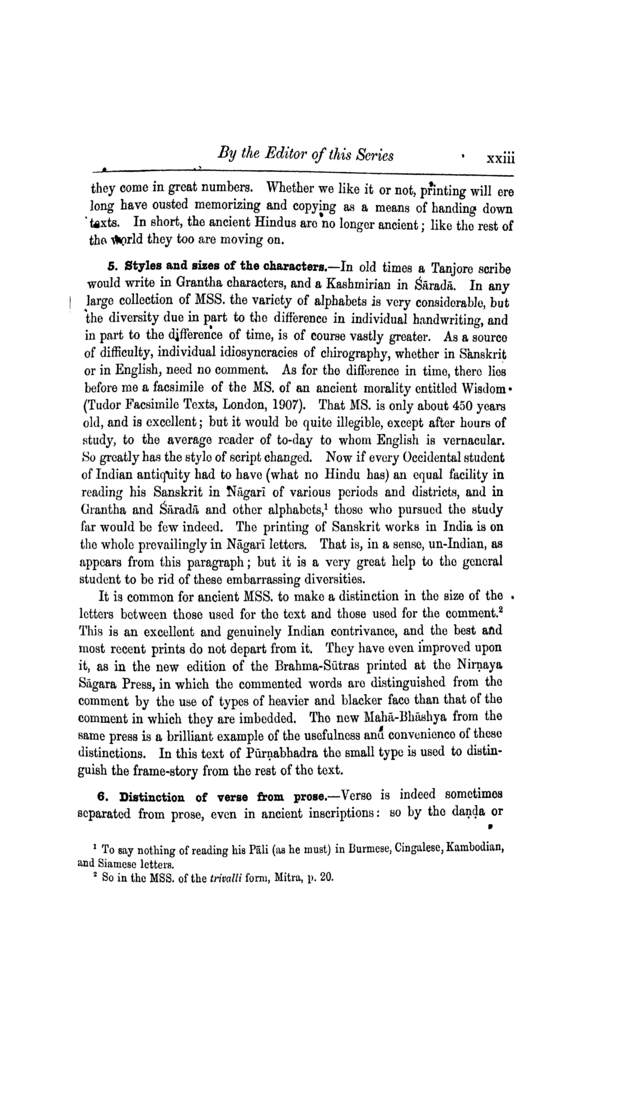 By the Editor of this Series xxiii
they come in great numbers. Whether we like it or not, printing will ere
long have ousted memorizing and copying as a means of handing down
texts. In short, the ancient Hindus are no longer ancient; like the rest of
the world they too are moving on.
5. Styles and sizes of the characters.—In old times a Tanjore scribe
would write in Grantha characters, and a Kashmirian in Śāradā. In any
large collection of MSS. the variety of alphabets is very considerable, but
the diversity due in part to the difference in individual handwriting, and
in part to the difference of time, is of course vastly greater. As a source
of difficulty, individual idiosyncracies of chirography, whether in Sanskrit
or in English, need no comment. As for the difference in time, there lies
before me a facsimile of the MS. of an ancient morality entitled Wisdom
(Tudor Facsimile Texts, London, 1907). That MS. is only about 450 years
old, and is excellent; but it would be quite illegible, except after hours of
study, to the average reader of to-day to whom English is vernacular.
So greatly has the style of script changed. Now if every Occidental student
of Indian antiquity had to have (what no Hindu has) an equal facility in
reading his Sanskrit in Nāgarī of various periods and districts, and in
Grantha and Śāradā and other alphabets,¹ those who pursued the study
far would be few indeed. The printing of Sanskrit works in India is on
the whole prevailingly in Nāgarī letters. That is, in a sense, un-Indian, as
appears from this paragraph; but it is a very great help to the general
student to be rid of these embarrassing diversities.
It is common for ancient MSS. to make a distinction in the size of the
letters between those used for the text and those used for the comment.²
This is an excellent and genuinely Indian contrivance, and the best and
most recent prints do not depart from it. They have even improved upon
it, as in the new edition of the Brahma-Sūtras printed at the Nirṇaya
Sāgara Press, in which the commented words are distinguished from the
comment by the use of types of heavier and blacker face than that of the
comment in which they are imbedded. The new Mahā-Bhāshya from the
same press is a brilliant example of the usefulness and convenience of these
distinctions. In this text of Pūrṇabhadra the small type is used to distin-
guish the frame-story from the rest of the text.
6. Distinction of verse from prose.—Verse is indeed sometimes
separated from prose, even in ancient inscriptions: so by the daṇḍa or
¹ To say nothing of reading his Pāli (as he must) in Burmese, Cingalese, Kambodian,
and Siamese letters.
² So in the MSS. of the trivalli form, Mitra, p. 20.